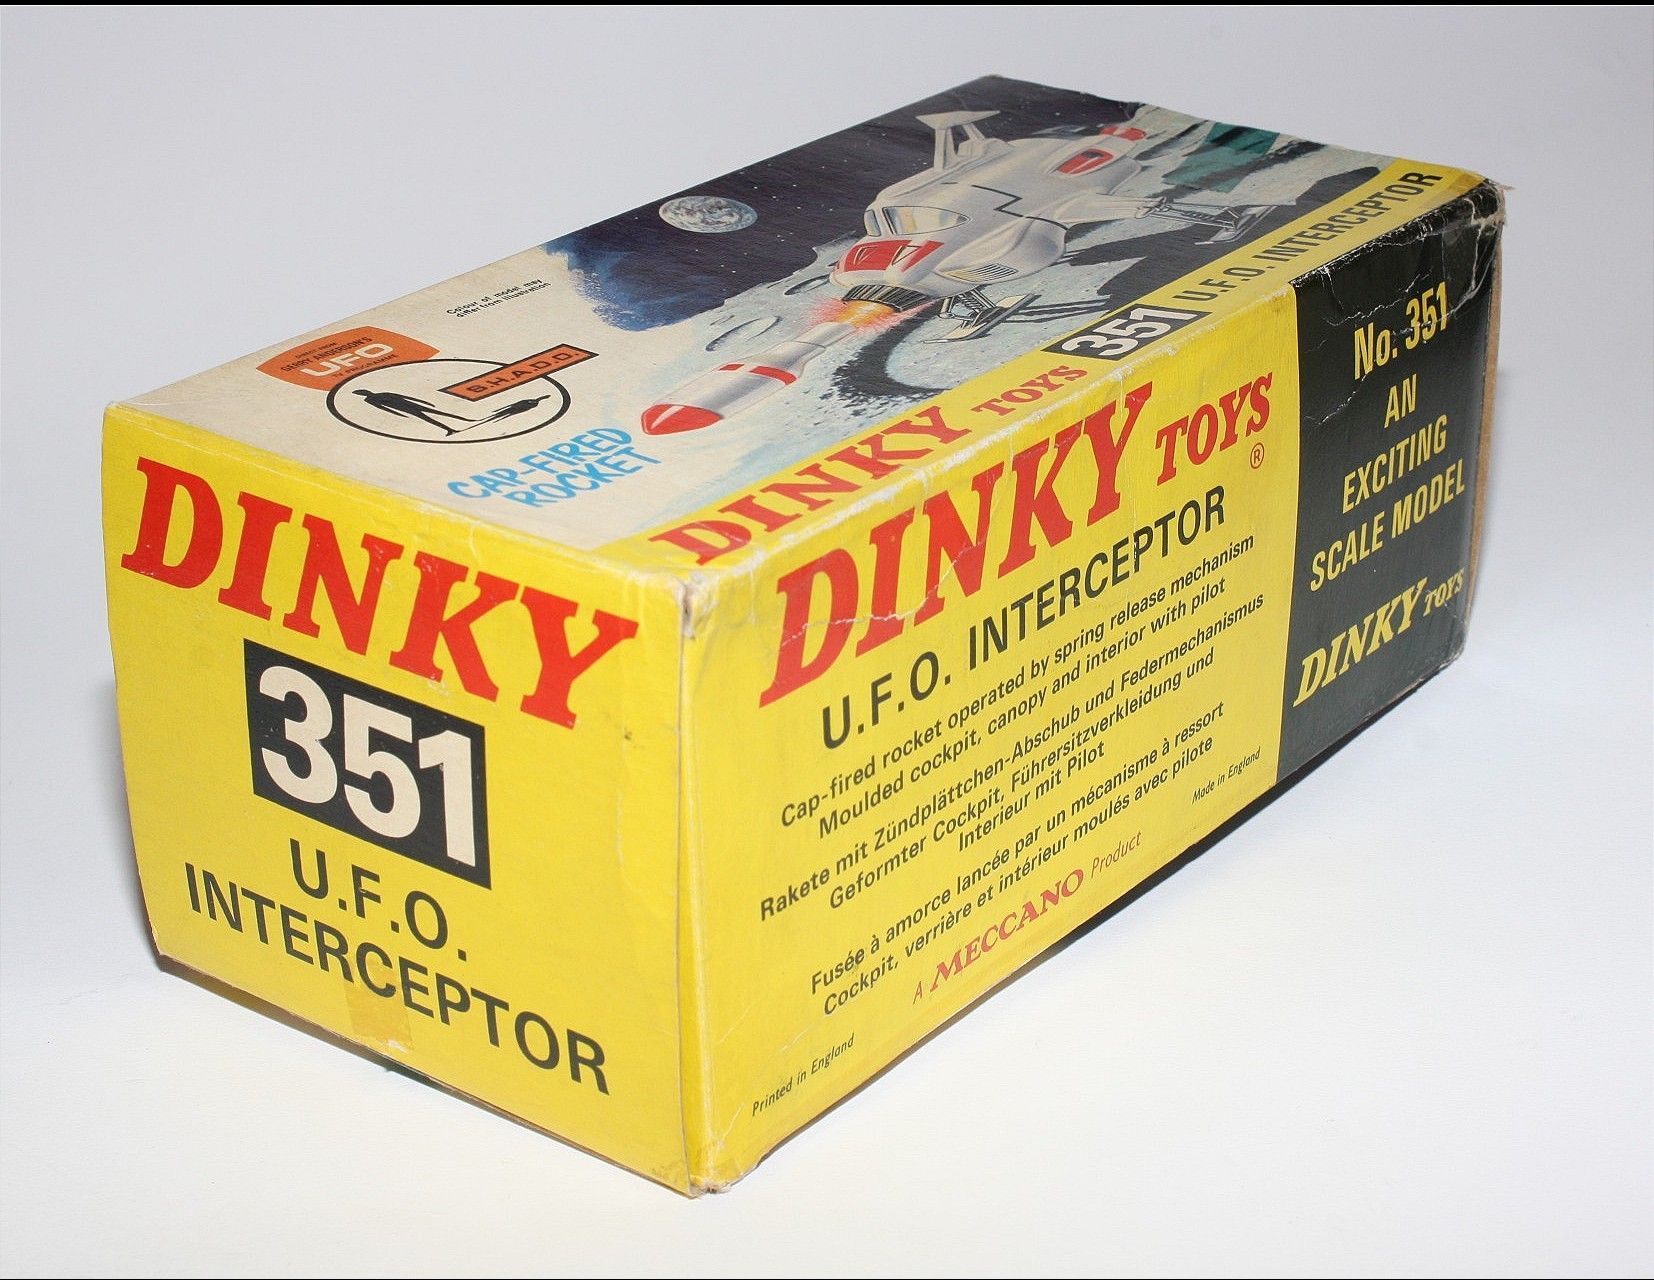 Colour of model may
differ from illustration
GERRY ANDERSON'S
UFO
TV PROGRAMME
S.H.A.D.O.
CAP-FIRED
ROCKET
DINKY TOYS 351 U.F.O. INTERCEPTOR
DINKY
351
U.F.O.
INTERCEPTOR
DINKY TOYS ®
U.F.O. INTERCEPTOR
Cap-fired rocket operated by spring release mechanism
Moulded cockpit, canopy and interior with pilot
Rakete mit Zündplättchen-Abschub und Federmechanismus
Geformter Cockpit, Führersitzverkleidung und
Interieur mit Pilot
Fusée à amorce lancée par un mécanisme à ressort
Cockpit, verrière et intérieur moulés avec pilote
A MECCANO Product
Made in England
Printed in England
No. 351
AN
EXCITING
SCALE MODEL
DINKY TOYS